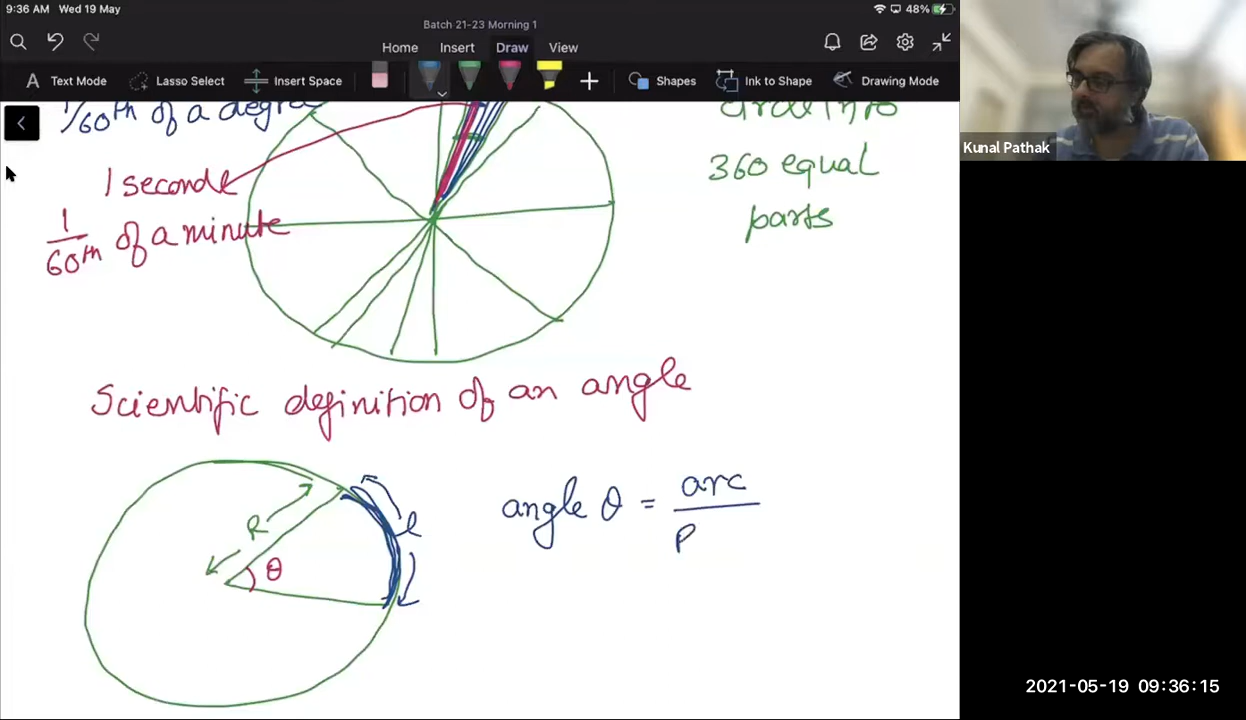 9:36 AM Wed 19 May
48%
Batch 21-23 Morning 1
Home Insert Draw View
Text Mode Lasso Select Insert Space Shapes Ink to Shape Drawing Mode
1/60th of a degree
circle into
1 second
360 equal
1/60th of a minute
parts
Kunal Pathak
Scientific definition of an angle
R
l
θ
angle θ = arc
2021-05-19 09:36:15